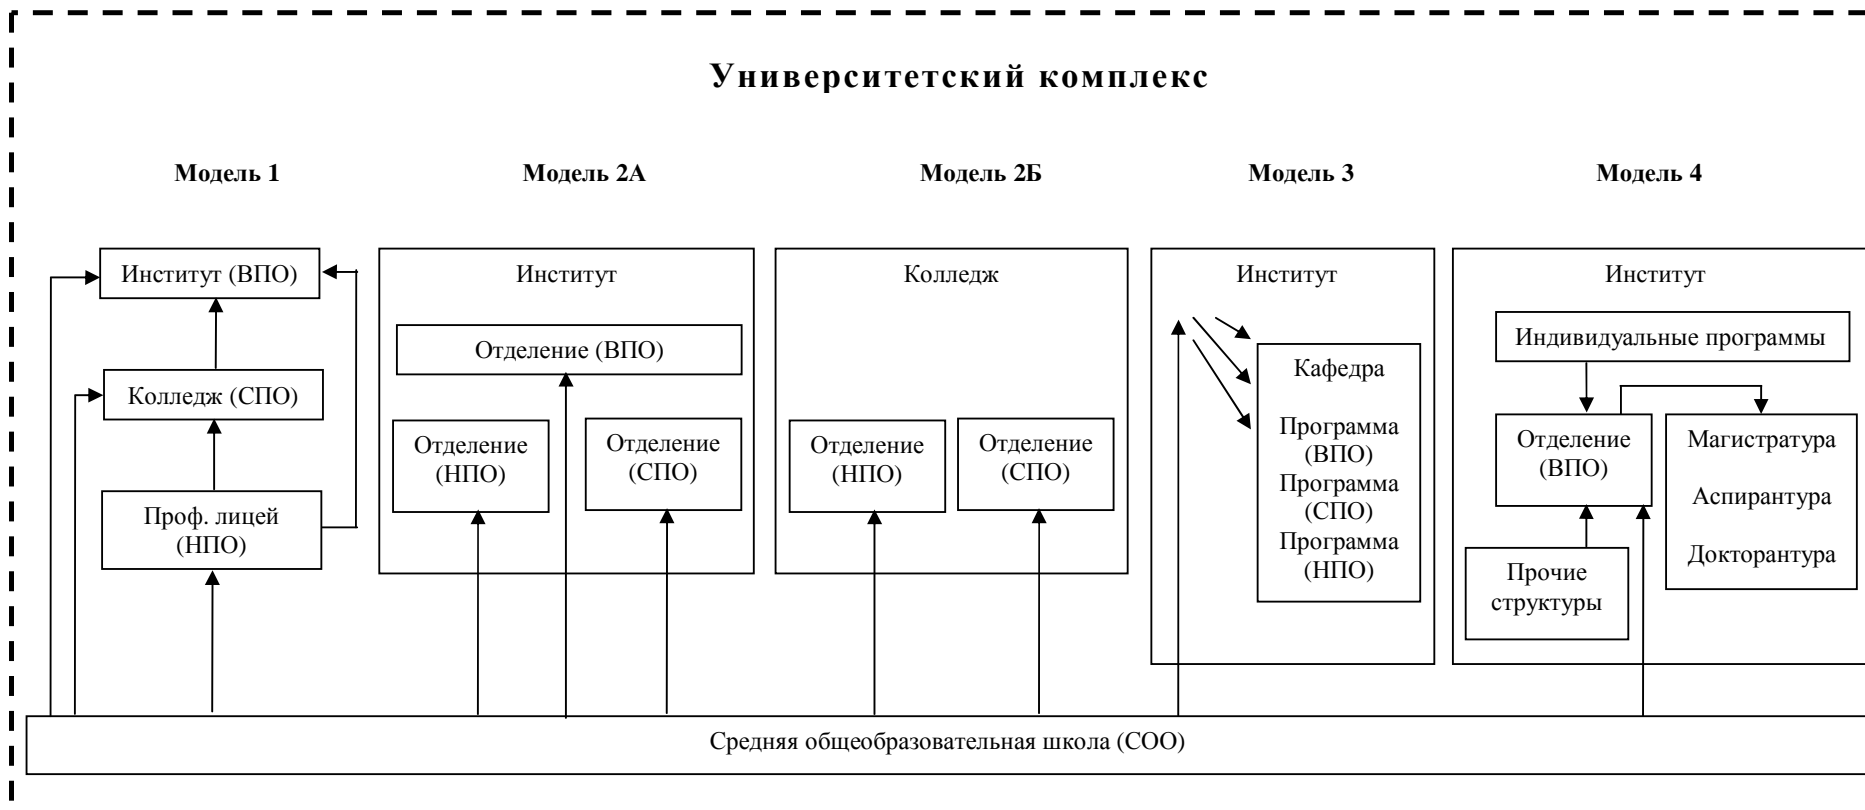 Университетский комплекс
Модель 1
Модель 2А
Модель 2Б
Модель 3
Модель 4
Институт (ВПО)
Колледж (СПО)
Проф. лицей
(НПО)
Институт
Отделение (ВПО)
Отделение
(НПО)
Отделение
(СПО)
Колледж
Отделение
(НПО)
Отделение
(СПО)
Институт
Кафедра
Программа
(ВПО)
Программа
(СПО)
Программа
(НПО)
Институт
Индивидуальные программы
Отделение
(ВПО)
Магистратура
Аспирантура
Докторантура
Прочие
структуры
Средняя общеобразовательная школа (СОО)